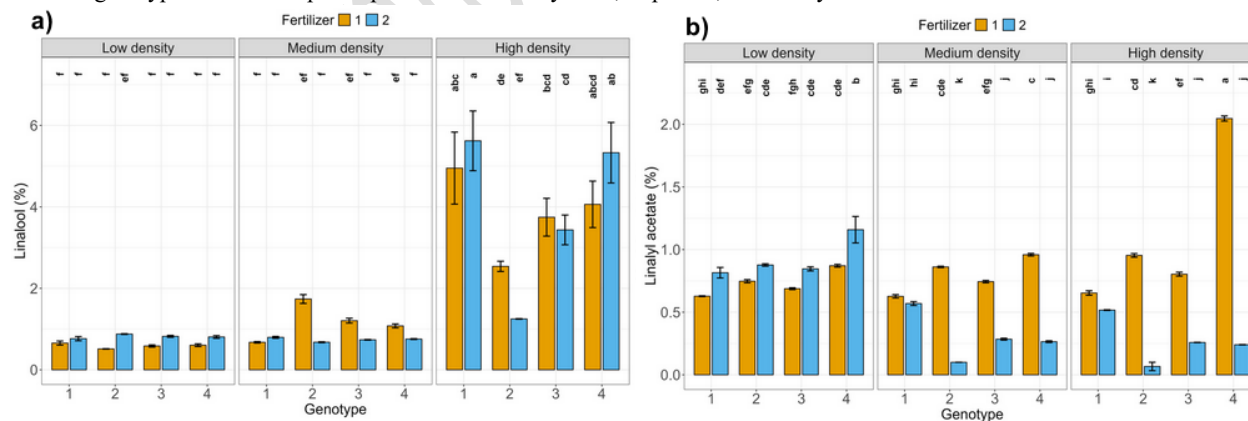 a)
Fertilizer 1 2
Low density Medium density High density
f f f ef f f f f
f f ef f ef f ef f
abc a de ef bcd cd abcd ab
Linalool (%)
6
4
2
0
1 2 3 4 1 2 3 4 1 2 3 4
Genotype
b)
Fertilizer 1 2
Low density Medium density High density
ghi def efg cde fgh cde cde b
ghi hi cde k efg j c j
ghi i cd k ef j a j
Linalyl acetate (%)
2.0
1.5
1.0
0.5
0.0
1 2 3 4 1 2 3 4 1 2 3 4
Genotype